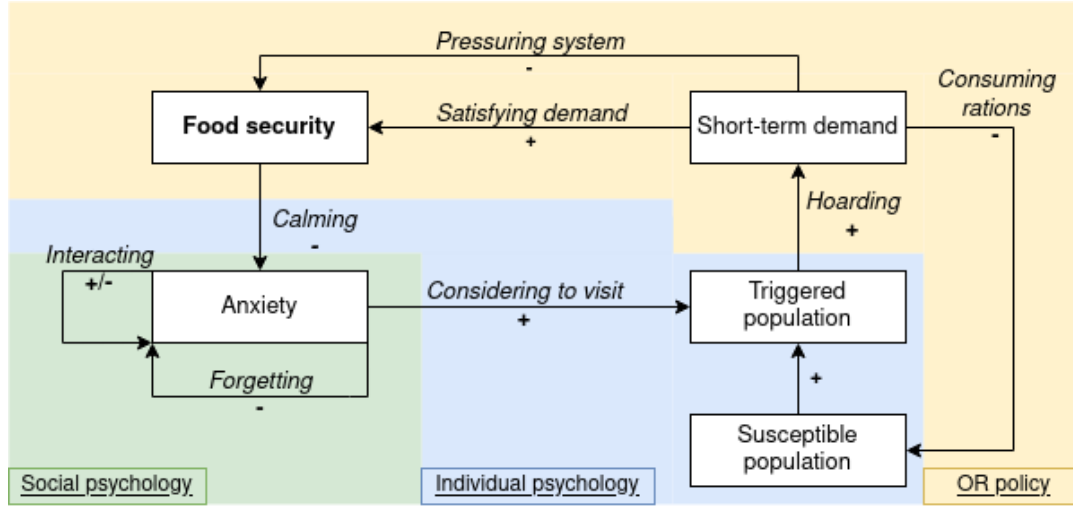 Pressuring system
-
Consuming
rations
-
Food security
Satisfying demand
+
Short-term demand
Hoarding
+
Calming
-
Interacting
+/-
Anxiety
Considering to visit
+
Triggered
population
Forgetting
-
+
Susceptible
population
Social psychology
Individual psychology
OR policy